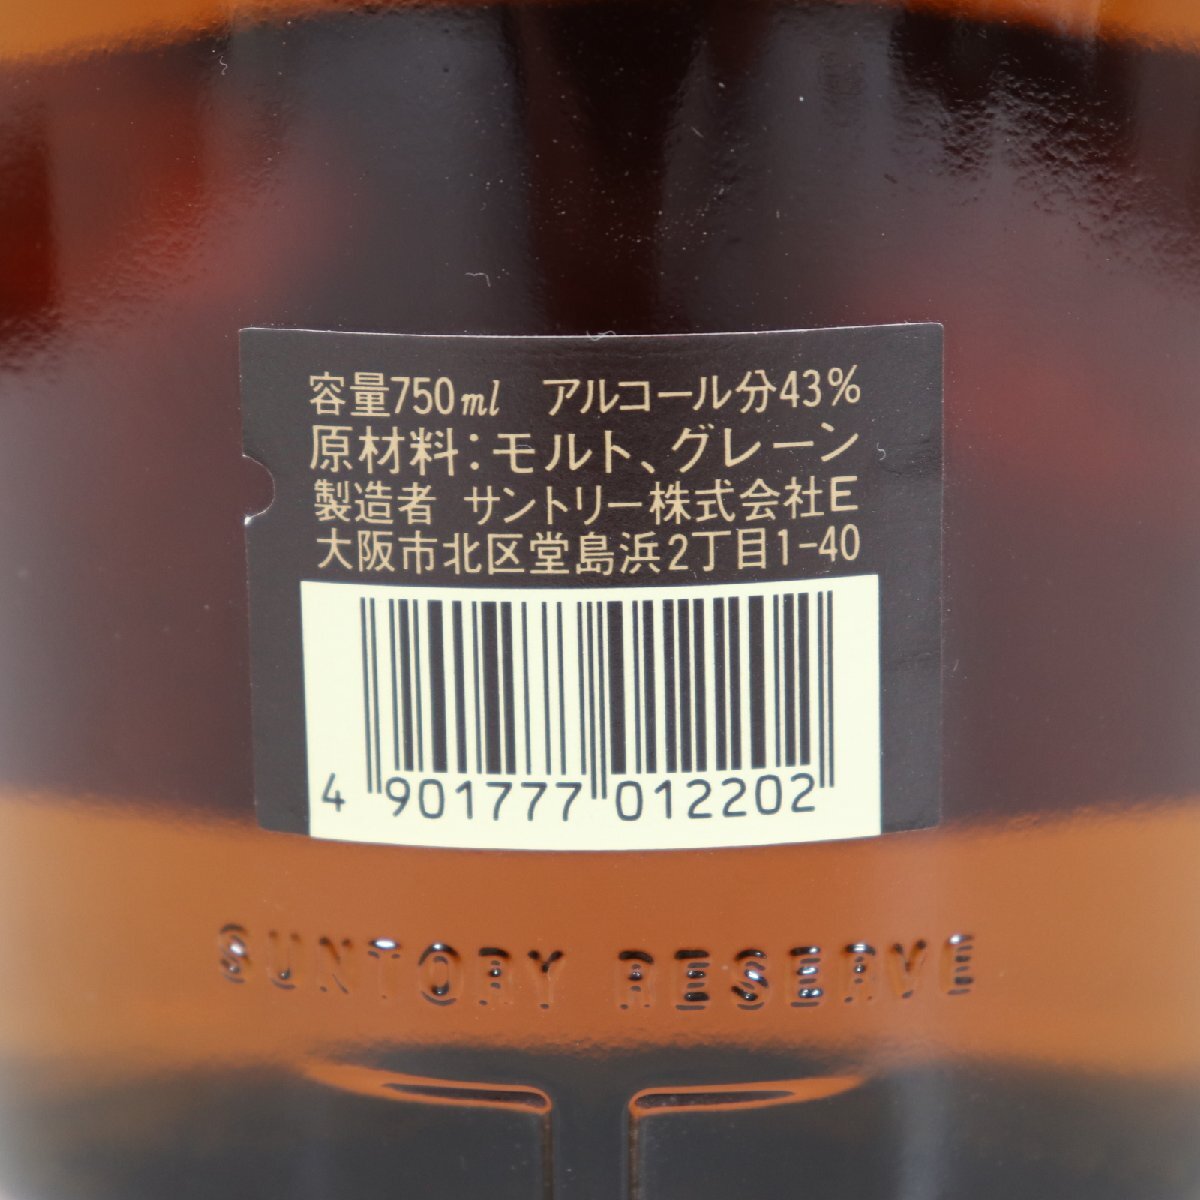 容量750ml アルコール分43%
原材料：モルト、グレーン
製造者 サントリー株式会社E
大阪市北区堂島浜2丁目1-40
4 901777 012202
SUNTORY RESERVE